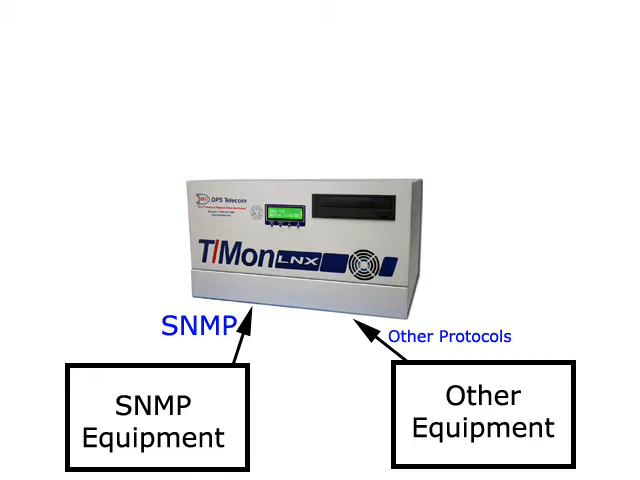 DPS Telecom
T/Mon LNX
SNMP
Other Protocols
SNMP
Equipment
Other
Equipment